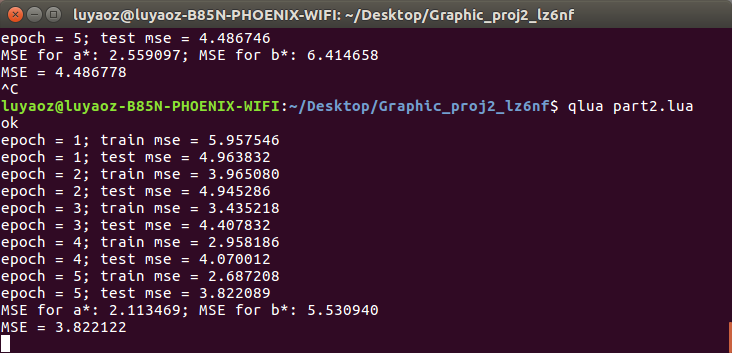 luyaoz@luyaoz-B85N-PHOENIX-WIFI: ~/Desktop/Graphic_proj2_lz6nf
epoch = 5; test mse = 4.486746
MSE for a*: 2.559097; MSE for b*: 6.414658
MSE = 4.486778
^C
luyaoz@luyaoz-B85N-PHOENIX-WIFI:~/Desktop/Graphic_proj2_lz6nf$ qlua part2.lua
ok
epoch = 1; train mse = 5.957546
epoch = 1; test mse = 4.963832
epoch = 2; train mse = 3.965080
epoch = 2; test mse = 4.945286
epoch = 3; train mse = 3.435218
epoch = 3; test mse = 4.407832
epoch = 4; train mse = 2.958186
epoch = 4; test mse = 4.070012
epoch = 5; train mse = 2.687208
epoch = 5; test mse = 3.822089
MSE for a*: 2.113469; MSE for b*: 5.530940
MSE = 3.822122